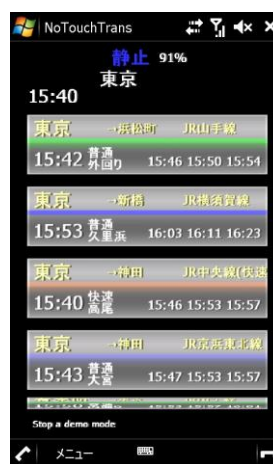 NoTouchTrans
静止 91%
東京
15:40
東京 →浜松町 JR山手線
15:42 普通 外回り 15:46 15:50 15:54
東京 →新橋 JR横須賀線
15:53 普通 久里浜 16:03 16:11 16:23
東京 →神田 JR中央線(快速
15:40 快速 高尾 15:46 15:53 15:57
東京 →神田 JR京浜東北線
15:43 普通 大宮 15:47 15:53 15:57
Stop a demo mode
メニュー